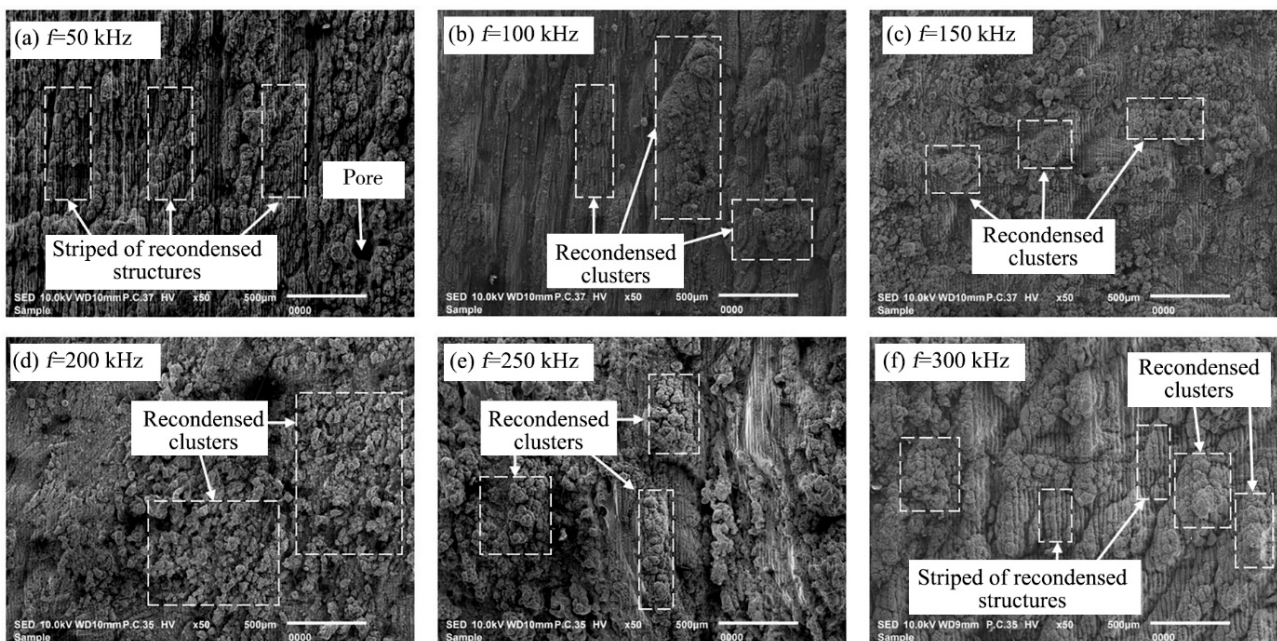 (a) f=50 kHz
Pore
Striped of recondensed
structures
SED 10.0kV WD10mm P.C.37 HV x50 500μm
Sample 0000
(b) f=100 kHz
Recondensed
clusters
SED 10.0kV WD10mm P.C.37 HV x50 500μm
Sample 0000
(c) f=150 kHz
Recondensed
clusters
SED 10.0kV WD10mm P.C.37 HV x50 500μm
Sample 0000
(d) f=200 kHz
Recondensed
clusters
SED 10.0kV WD10mm P.C.35 HV x50 500μm
Sample 0000
(e) f=250 kHz
Recondensed
clusters
SED 10.0kV WD10mm P.C.35 HV x50 500μm
Sample 0000
(f) f=300 kHz
Recondensed
clusters
Striped of recondensed
structures
SED 10.0kV WD9mm P.C.35 HV x50 500μm
Sample 0000